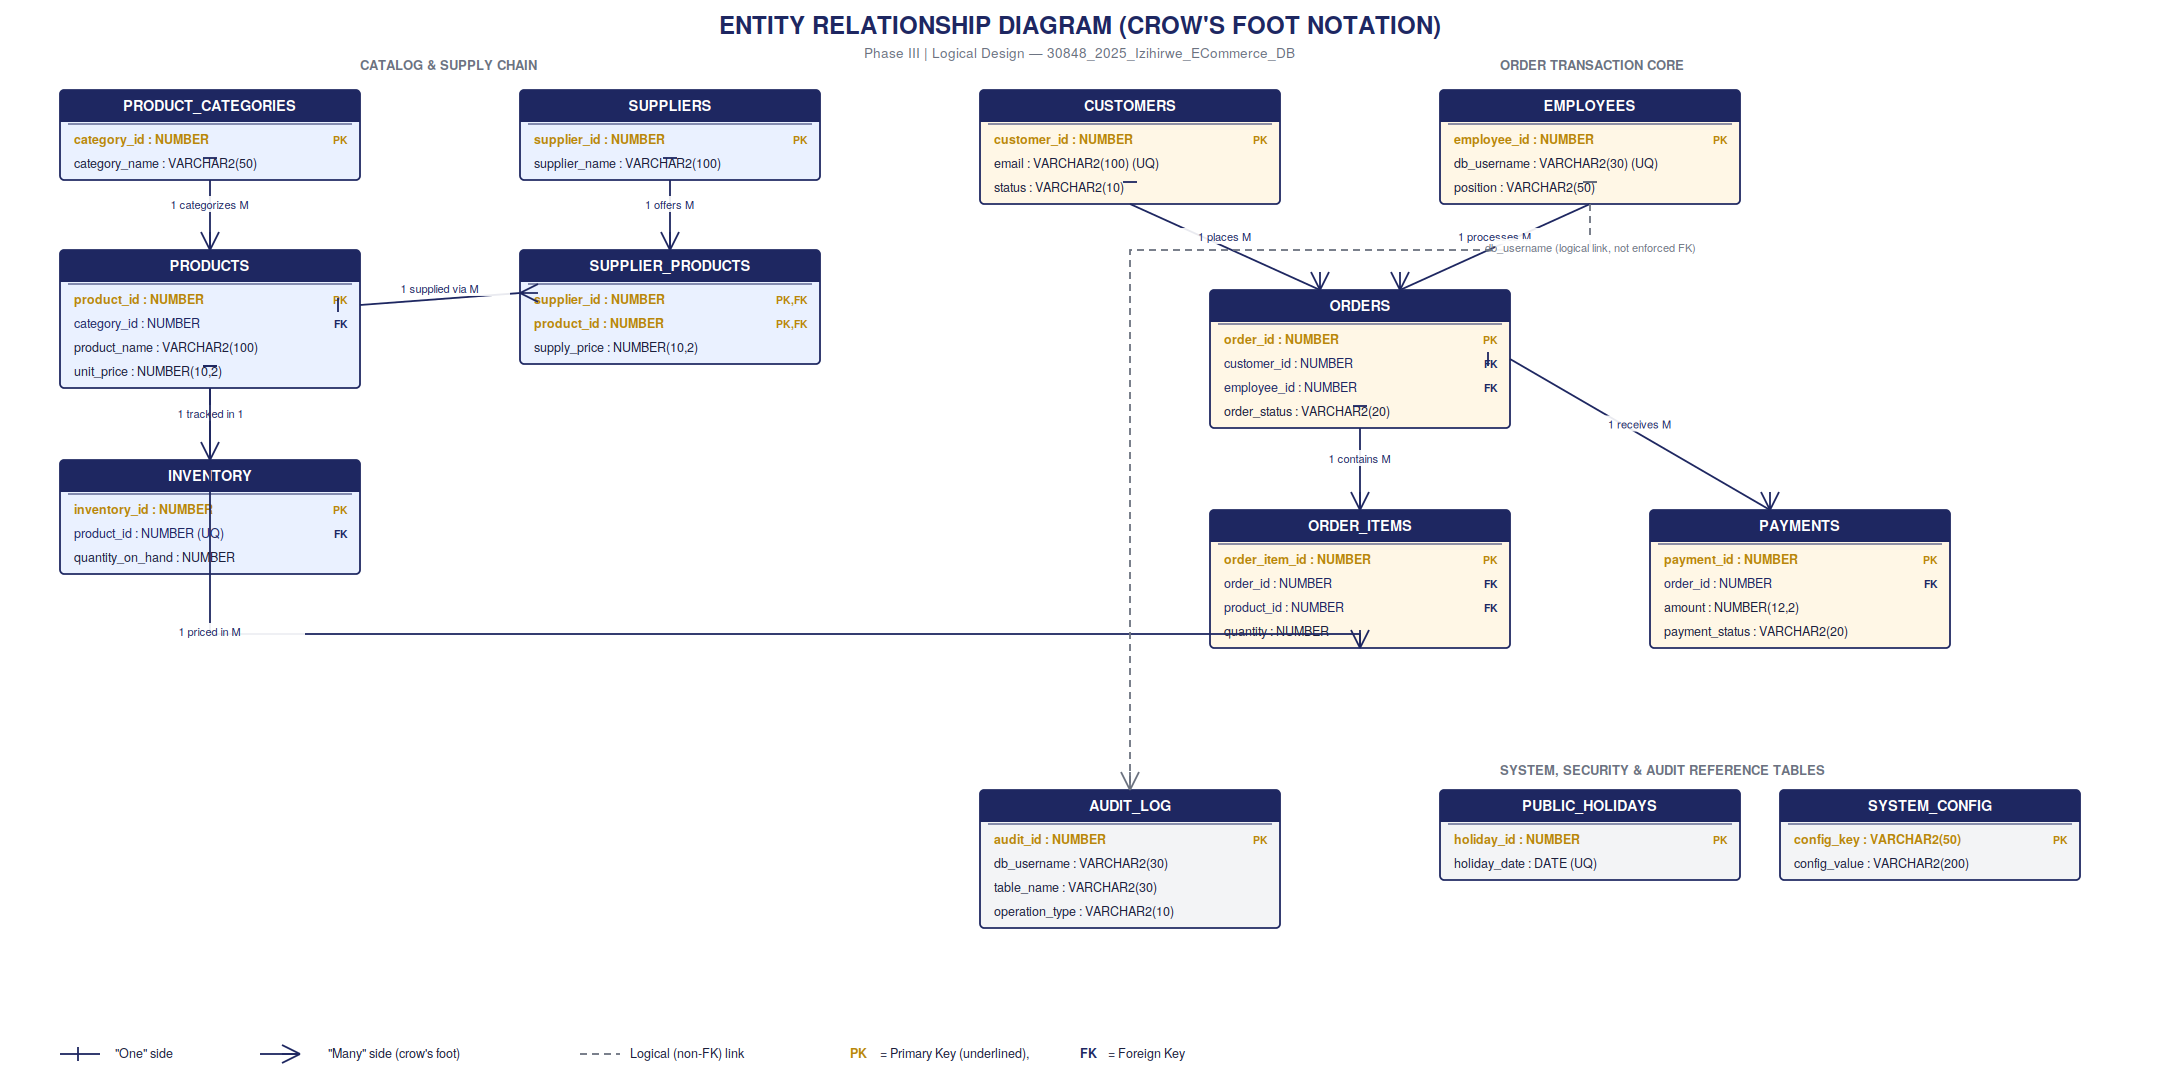 ENTITY RELATIONSHIP DIAGRAM (CROW'S FOOT NOTATION)
Phase III | Logical Design — 30848_2025_Izihirwe_ECommerce_DB
CATALOG & SUPPLY CHAIN
ORDER TRANSACTION CORE
PRODUCT_CATEGORIES
category_id : NUMBER PK
category_name : VARCHAR2(50)
SUPPLIERS
supplier_id : NUMBER PK
supplier_name : VARCHAR2(100)
CUSTOMERS
customer_id : NUMBER PK
email : VARCHAR2(100) (UQ)
status : VARCHAR2(10)
EMPLOYEES
employee_id : NUMBER PK
db_username : VARCHAR2(30) (UQ)
position : VARCHAR2(50)
1 categorizes M
1 offers M
1 places M
1 processes M
db_username (logical link, not enforced FK)
PRODUCTS
product_id : NUMBER PK
category_id : NUMBER FK
product_name : VARCHAR2(100)
unit_price : NUMBER(10,2)
1 supplied via M
SUPPLIER_PRODUCTS
supplier_id : NUMBER PK,FK
product_id : NUMBER PK,FK
supply_price : NUMBER(10,2)
ORDERS
order_id : NUMBER PK
customer_id : NUMBER FK
employee_id : NUMBER FK
order_status : VARCHAR2(20)
1 tracked in 1
1 receives M
1 contains M
INVENTORY
inventory_id : NUMBER PK
product_id : NUMBER (UQ) FK
quantity_on_hand : NUMBER
ORDER_ITEMS
order_item_id : NUMBER PK
order_id : NUMBER FK
product_id : NUMBER FK
quantity : NUMBER
PAYMENTS
payment_id : NUMBER PK
order_id : NUMBER FK
amount : NUMBER(12,2)
payment_status : VARCHAR2(20)
1 priced in M
SYSTEM, SECURITY & AUDIT REFERENCE TABLES
AUDIT_LOG
audit_id : NUMBER PK
db_username : VARCHAR2(30)
table_name : VARCHAR2(30)
operation_type : VARCHAR2(10)
PUBLIC_HOLIDAYS
holiday_id : NUMBER PK
holiday_date : DATE (UQ)
SYSTEM_CONFIG
config_key : VARCHAR2(50) PK
config_value : VARCHAR2(200)
"One" side
"Many" side (crow's foot)
Logical (non-FK) link
PK = Primary Key (underlined),
FK = Foreign Key